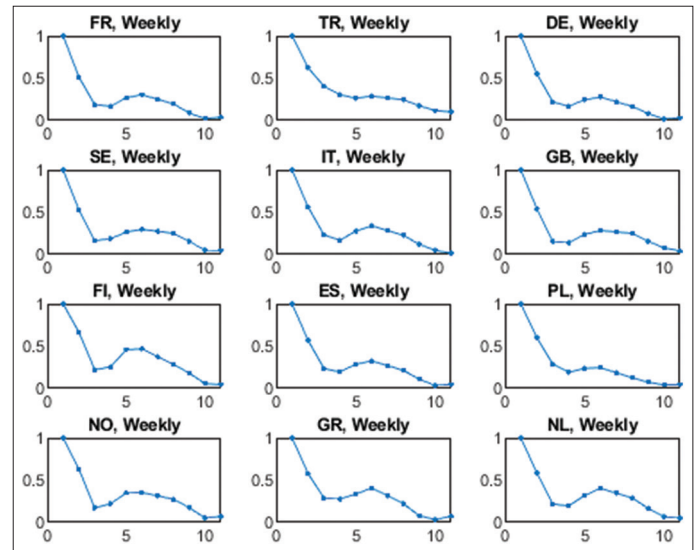 FR, Weekly
1
0.5
0
0 5 10
TR, Weekly
1
0.5
0
0 5 10
DE, Weekly
1
0.5
0
0 5 10
SE, Weekly
1
0.5
0
0 5 10
IT, Weekly
1
0.5
0
0 5 10
GB, Weekly
1
0.5
0
0 5 10
FI, Weekly
1
0.5
0
0 5 10
ES, Weekly
1
0.5
0
0 5 10
PL, Weekly
1
0.5
0
0 5 10
NO, Weekly
1
0.5
0
0 5 10
GR, Weekly
1
0.5
0
0 5 10
NL, Weekly
1
0.5
0
0 5 10